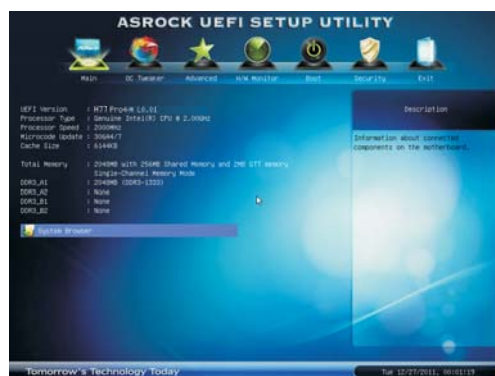 ASROCK UEFI SETUP UTILITY
Main OC Tweaker Advanced H/W Monitor Boot Security Exit
UEFI Version : H77 Pro4-M L0.01
Processor Type : Genuine Intel(R) CPU @ 2.00GHz
Processor Speed : 2000MHz
Microcode Update : 306A4/7
Cache Size : 6144KB
Total Memory : 2048MB with 256MB Shared Memory and 2MB GTT memory
Single-Channel Memory Mode
DDR3_A1 : 2048MB (DDR3-1333)
DDR3_A2 : None
DDR3_B1 : None
DDR3_B2 : None
System Browser
Description
Information about connected
components on the motherboard.
Tomorrow's Technology Today
Tue 12/27/2011, 00:01:19